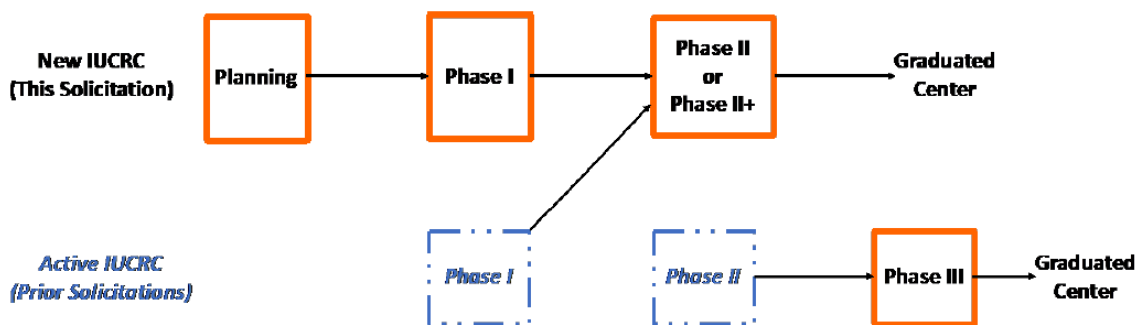 New IUCRC
(This Solicitation)
Planning
Phase I
Phase II
or
Phase II+
Graduated
Center
Active IUCRC
(Prior Solicitations)
Phase I
Phase II
Phase III
Graduated
Center